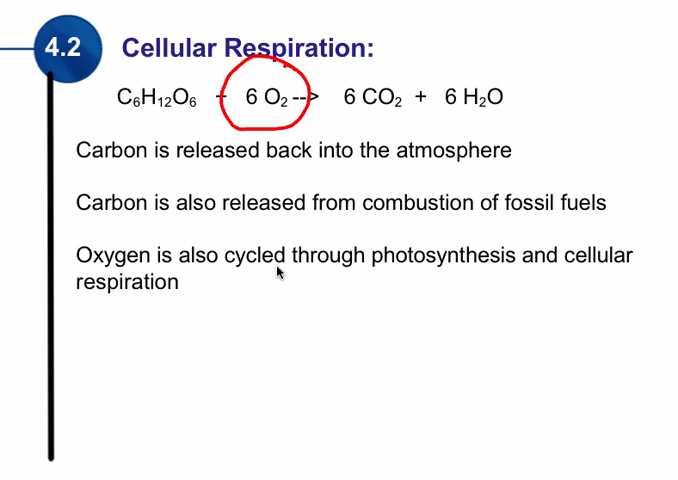 4.2
Cellular Respiration:
C₆H₁₂O₆ + 6 O₂ --> 6 CO₂ + 6 H₂O
Carbon is released back into the atmosphere
Carbon is also released from combustion of fossil fuels
Oxygen is also cycled through photosynthesis and cellular
respiration